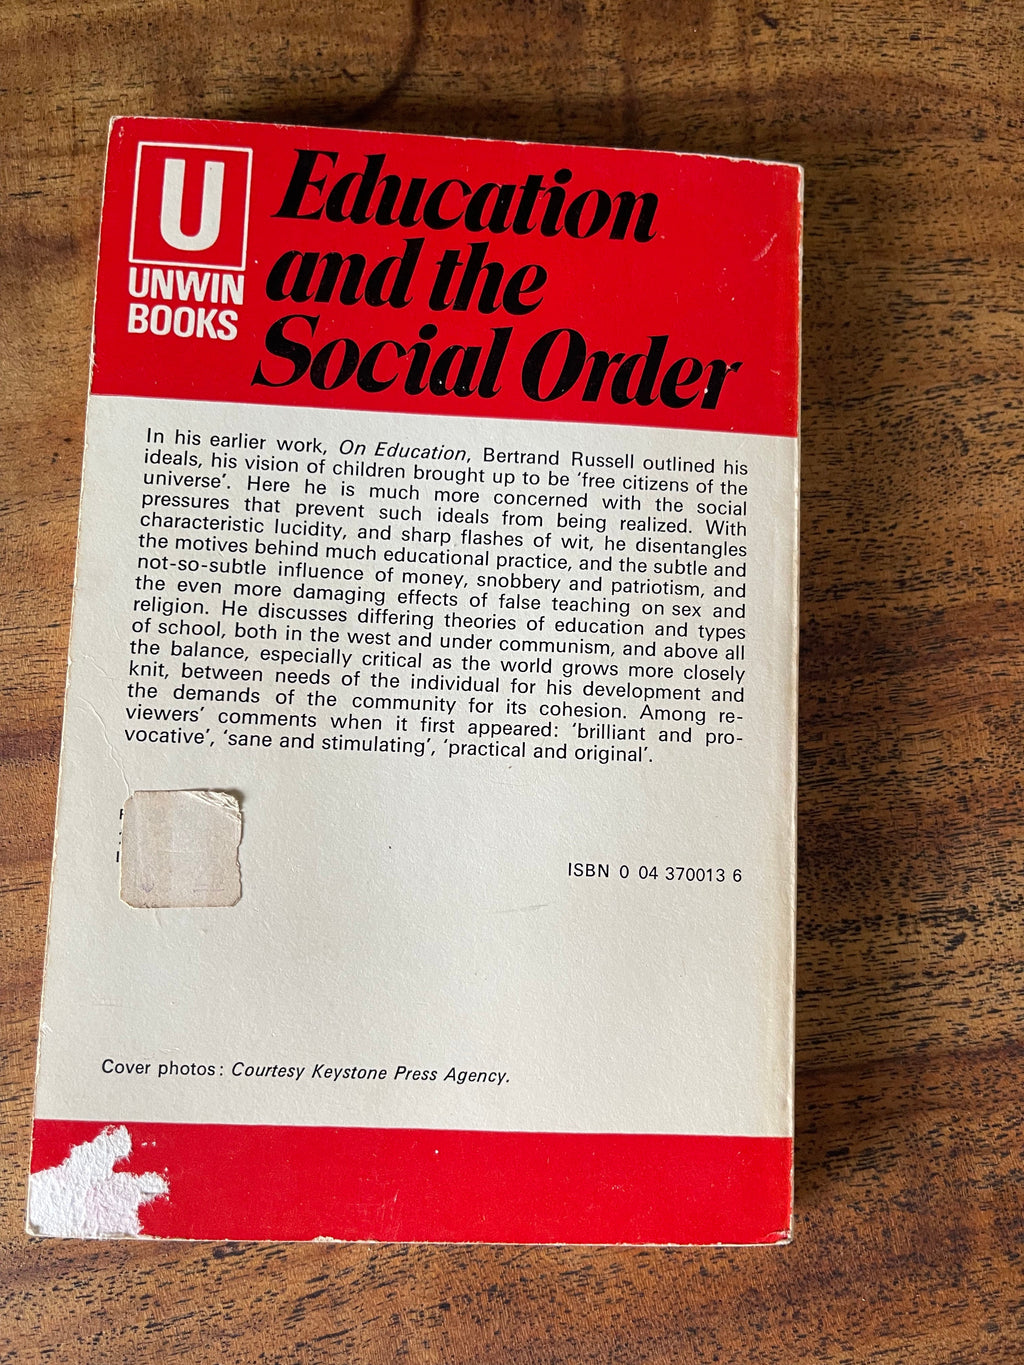 U
UNWIN
BOOKS
Education
and the
Social Order
In his earlier work, On Education, Bertrand Russell outlined his
ideals, his vision of children brought up to be 'free citizens of the
universe'. Here he is much more concerned with the social
pressures that prevent such ideals from being realized. With
characteristic lucidity, and sharp flashes of wit, he disentangles
the motives behind much educational practice, and the subtle and
not-so-subtle influence of money, snobbery and patriotism, and
the even more damaging effects of false teaching on sex and
religion. He discusses differing theories of education and types
of school, both in the west and under communism, and above all
the balance, especially critical as the world grows more closely
knit, between needs of the individual for his development and
the demands of the community for its cohesion. Among re-
viewers' comments when it first appeared: 'brilliant and pro-
vocative', 'sane and stimulating', 'practical and original'.
ISBN 0 04 370013 6
Cover photos: Courtesy Keystone Press Agency.